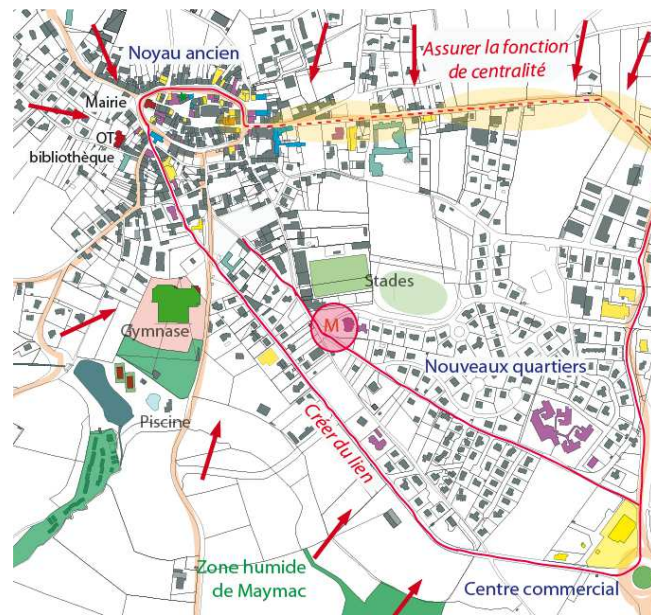 Noyau ancien
Assurer la fonction
de centralité
Mairie
OT
bibliothèque
Stades
Gymnase
M
Nouveaux quartiers
Piscine
Créer du lien
Zone humide
de Maymac
Centre commercial